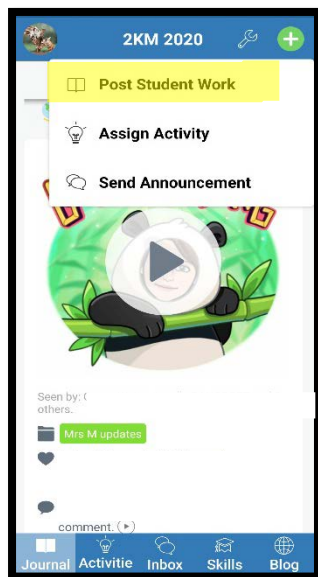 2KM 2020
Post Student Work
Assign Activity
Send Announcement
Seen by: (
others.
Mrs M updates
comment.
Journal Activitie Inbox Skills Blog